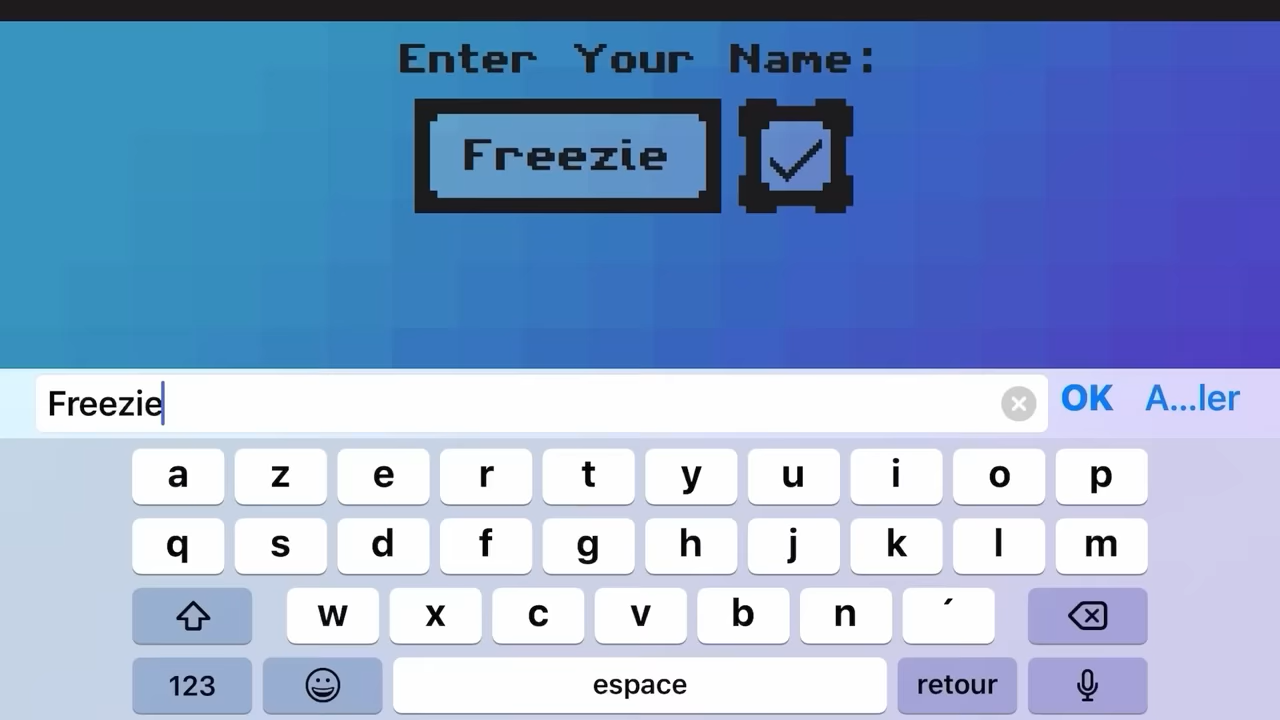 Enter Your Name:
Freezie
Freezie
OK A...ler
a z e r t y u i o p
q s d f g h j k l m
w x c v b n ´
123 espace retour